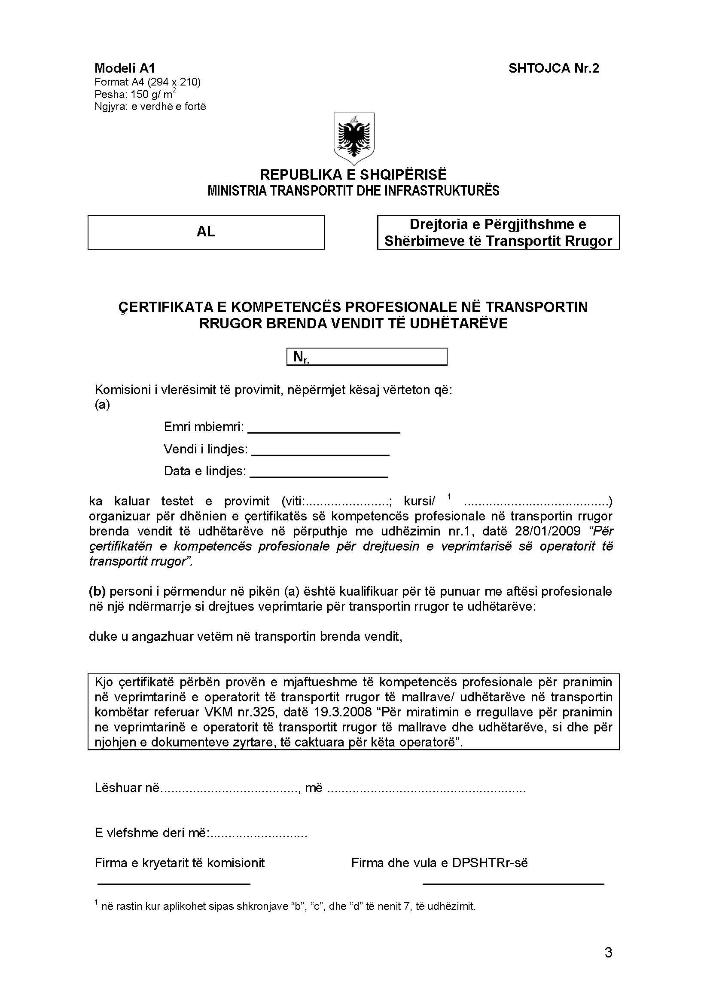 Modeli A1
SHTOJCA Nr.2
Format A4 (294 x 210)
Pesha: 150 g/ m2
Ngjyra: e verdhë e fortë
REPUBLIKA E SHQIPËRISË
MINISTRIA TRANSPORTIT DHE INFRASTRUKTURËS
AL
Drejtoria e Përgjithshme e
Shërbimeve të Transportit Rrugor
ÇERTIFIKATA E KOMPETENCËS PROFESIONALE NË TRANSPORTIN
RRUGOR BRENDA VENDIT TË UDHËTARËVE
Nr.
Komisioni i vlerësimit të provimit, nëpërmjet kësaj vërteton që:
(a)
Emri mbiemri: ____________________
Vendi i lindjes: ____________________
Data e lindjes: ____________________
ka kaluar testet e provimit (viti:.......................; kursi/ 1 ........................................)
organizuar për dhënien e çertifikatës së kompetencës profesionale në transportin rrugor
brenda vendit të udhëtarëve në përputhje me udhëzimin nr.1, datë 28/01/2009 “Për
çertifikatën e kompetencës profesionale për drejtuesin e veprimtarisë së operatorit të
transportit rrugor”.
(b) personi i përmendur në pikën (a) është kualifikuar për të punuar me aftësi profesionale
në një ndërmarrje si drejtues veprimtarie për transportin rrugor te udhëtarëve:
duke u angazhuar vetëm në transportin brenda vendit,
Kjo çertifikatë përbën provën e mjaftueshme të kompetencës profesionale për pranimin
në veprimtarinë e operatorit të transportit rrugor të mallrave/ udhëtarëve në transportin
kombëtar referuar VKM nr.325, datë 19.3.2008 “Për miratimin e rregullave për pranimin
ne veprimtarinë e operatorit të transportit rrugor të mallrave dhe udhëtarëve, si dhe për
njohjen e dokumenteve zyrtare, të caktuara për këta operatorë”.
Lëshuar në......................................, më .......................................................
E vlefshme deri më:...........................
Firma e kryetarit të komisionit
Firma dhe vula e DPSHTRr-së
1 në rastin kur aplikohet sipas shkronjave “b”, “c”, dhe “d” të nenit 7, të udhëzimit.
3